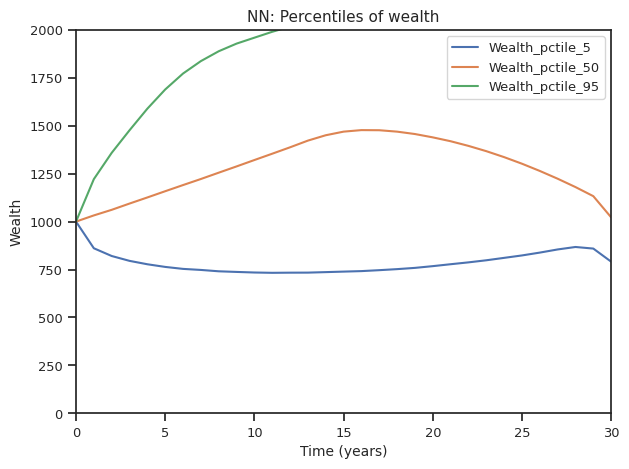 NN: Percentiles of wealth
Wealth_pctile_5
Wealth_pctile_50
Wealth_pctile_95
2000
1750
1500
1250
1000
750
500
250
0
Wealth
0 5 10 15 20 25 30
Time (years)